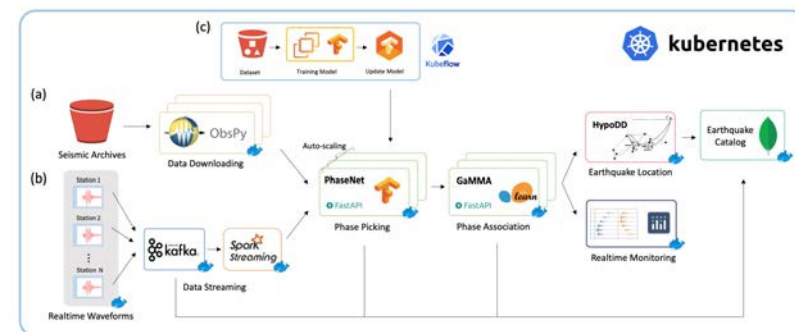 (c)
Dataset
Training Model
Update Model
Kubeflow
kubernetes
(a)
Seismic Archives
ObsPy
Data Downloading
Auto-scaling
PhaseNet
FastAPI
Phase Picking
GaMMA
learn
FastAPI
Phase Association
HypoDD
Earthquake Location
Earthquake
Catalog
Realtime Monitoring
(b)
Station 1
Station 2
⋮
Station N
Realtime Waveforms
kafka
Spark
Streaming
Data Streaming